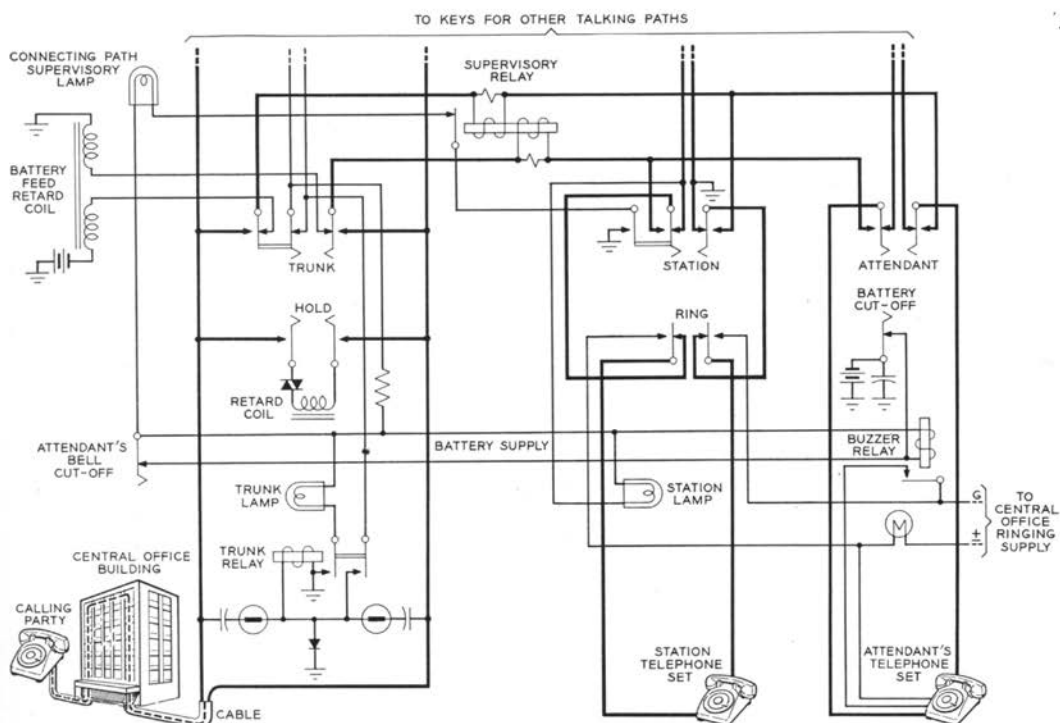 TO KEYS FOR OTHER TALKING PATHS
CONNECTING PATH
SUPERVISORY
LAMP
SUPERVISORY
RELAY
BATTERY
FEED
RETARD
COIL
TRUNK
STATION
ATTENDANT
HOLD
RING
BATTERY
CUT-OFF
RETARD
COIL
ATTENDANT'S
BELL
CUT-OFF
BATTERY SUPPLY
BUZZER
RELAY
TRUNK
LAMP
STATION
LAMP
G
M
±
TO
CENTRAL
OFFICE
RINGING
SUPPLY
TRUNK
RELAY
CENTRAL OFFICE
BUILDING
CALLING
PARTY
CABLE
STATION
TELEPHONE
SET
ATTENDANT'S
TELEPHONE
SET